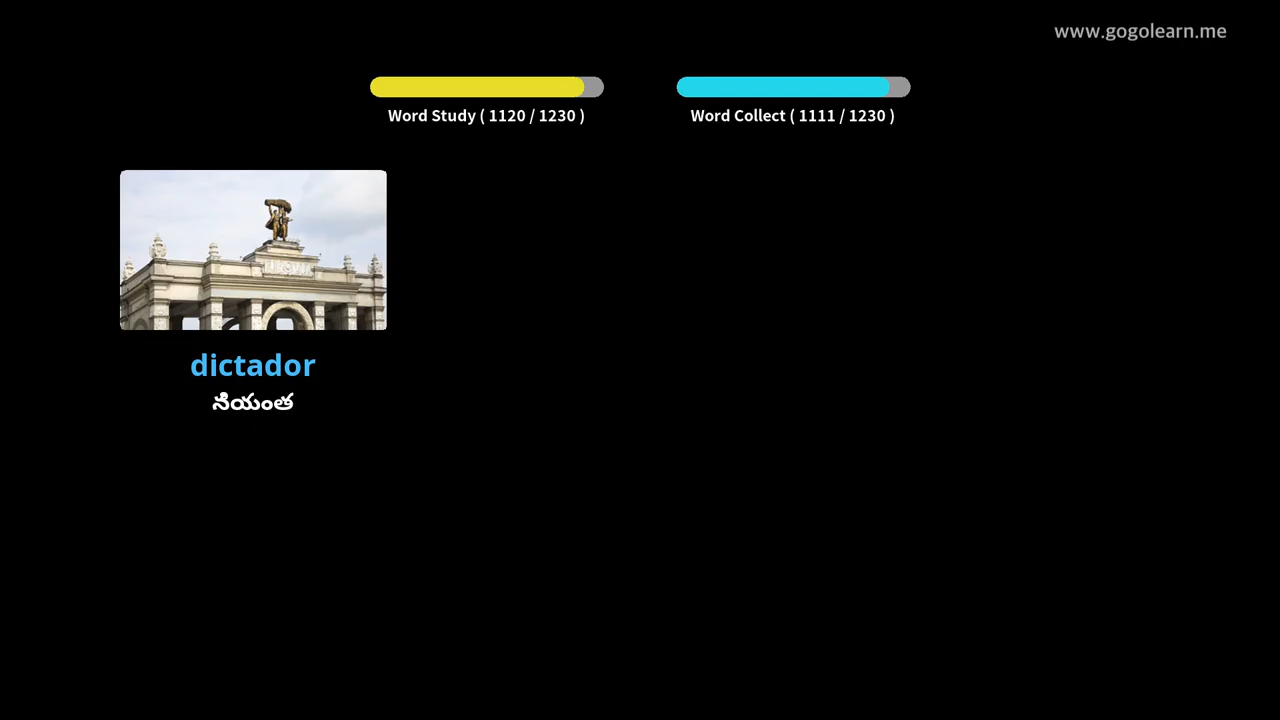 www.gogolearn.me
Word Study ( 1120 / 1230 )
Word Collect ( 1111 / 1230 )
dictador
నియంత